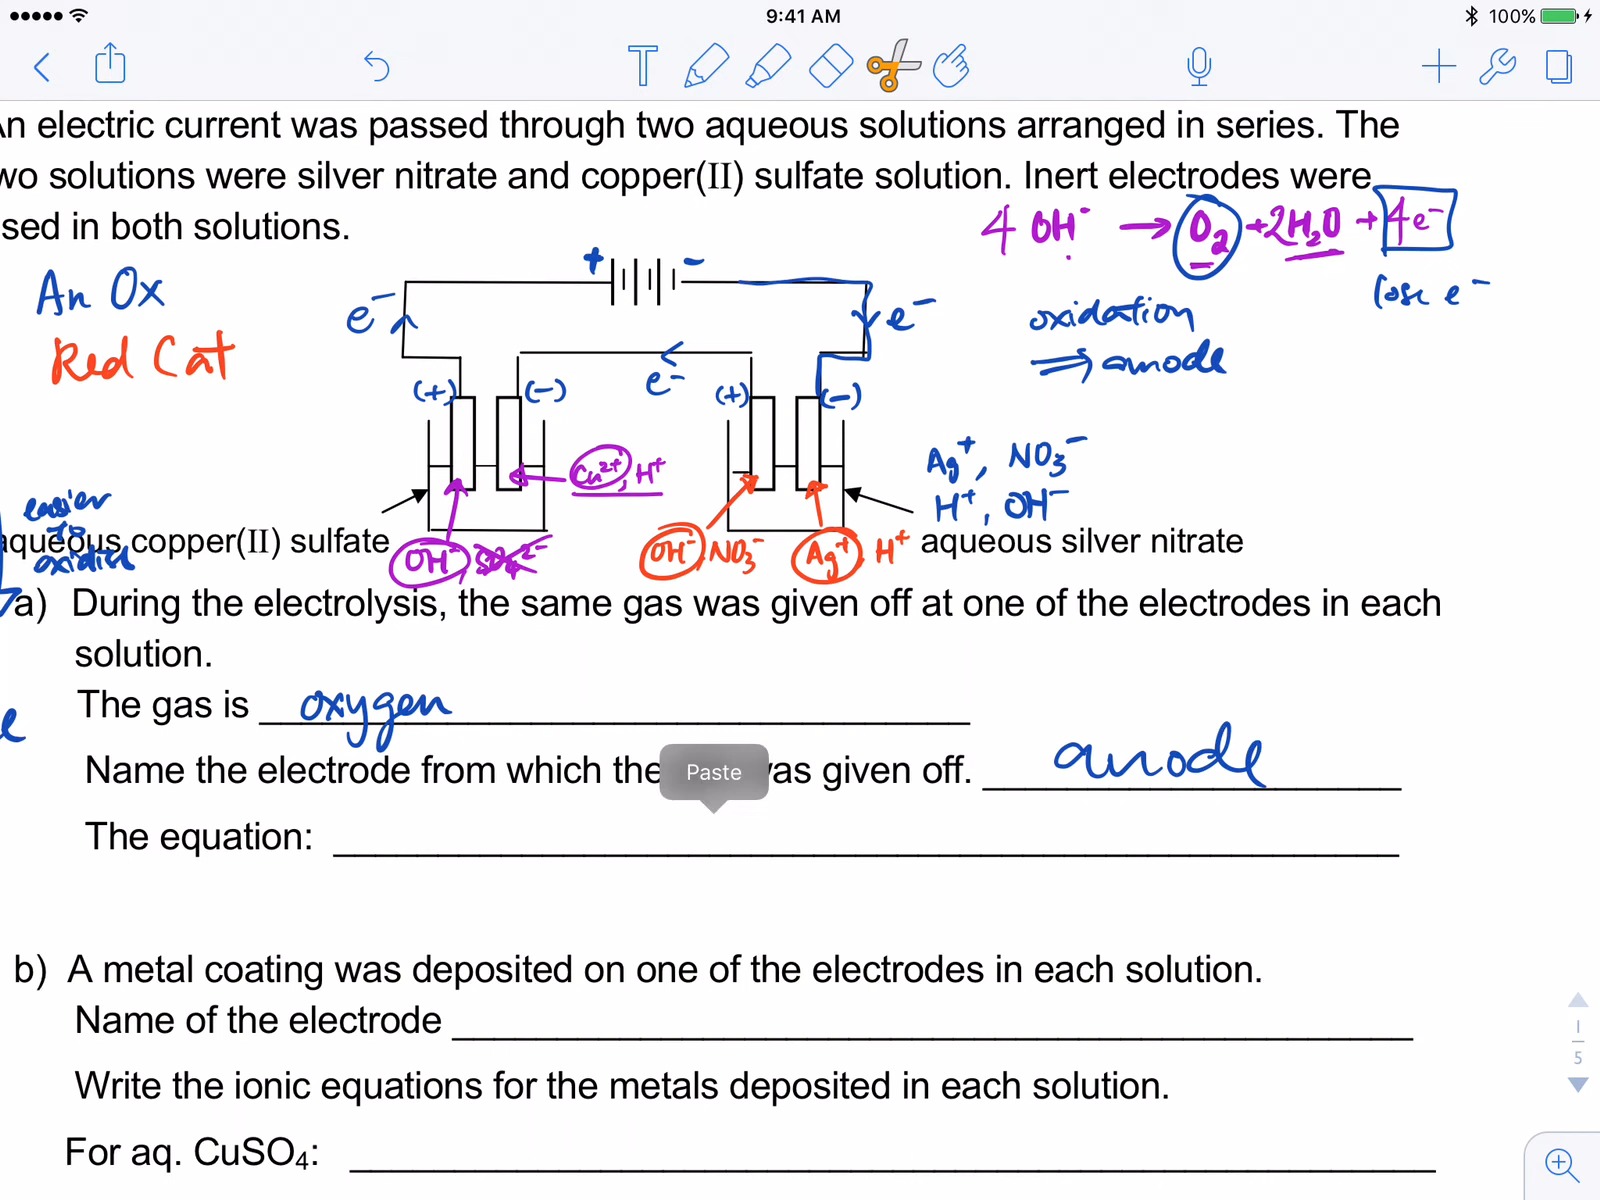 9:41 AM
100%
T
An electric current was passed through two aqueous solutions arranged in series. The
wo solutions were silver nitrate and copper(II) sulfate solution. Inert electrodes were
sed in both solutions.
4 OH⁻ → O₂ + 2H₂O + 4e⁻
lose e⁻
An Ox
Red Cat
oxidation
⇒ anode
+ -
e⁻ e⁻
e⁻
(+) (-) (+) (-)
Cu²⁺, H⁺
Ag⁺, NO₃⁻
H⁺, OH⁻
easier
to
oxidise
aqueous copper(II) sulfate
OH⁻, SO₄²⁻
OH⁻, NO₃⁻
Ag⁺, H⁺
aqueous silver nitrate
a) During the electrolysis, the same gas was given off at one of the electrodes in each
solution.
The gas is oxygen
e
Name the electrode from which the as given off. anode
Paste
The equation:
b) A metal coating was deposited on one of the electrodes in each solution.
Name of the electrode
Write the ionic equations for the metals deposited in each solution.
For aq. CuSO₄:
1
5